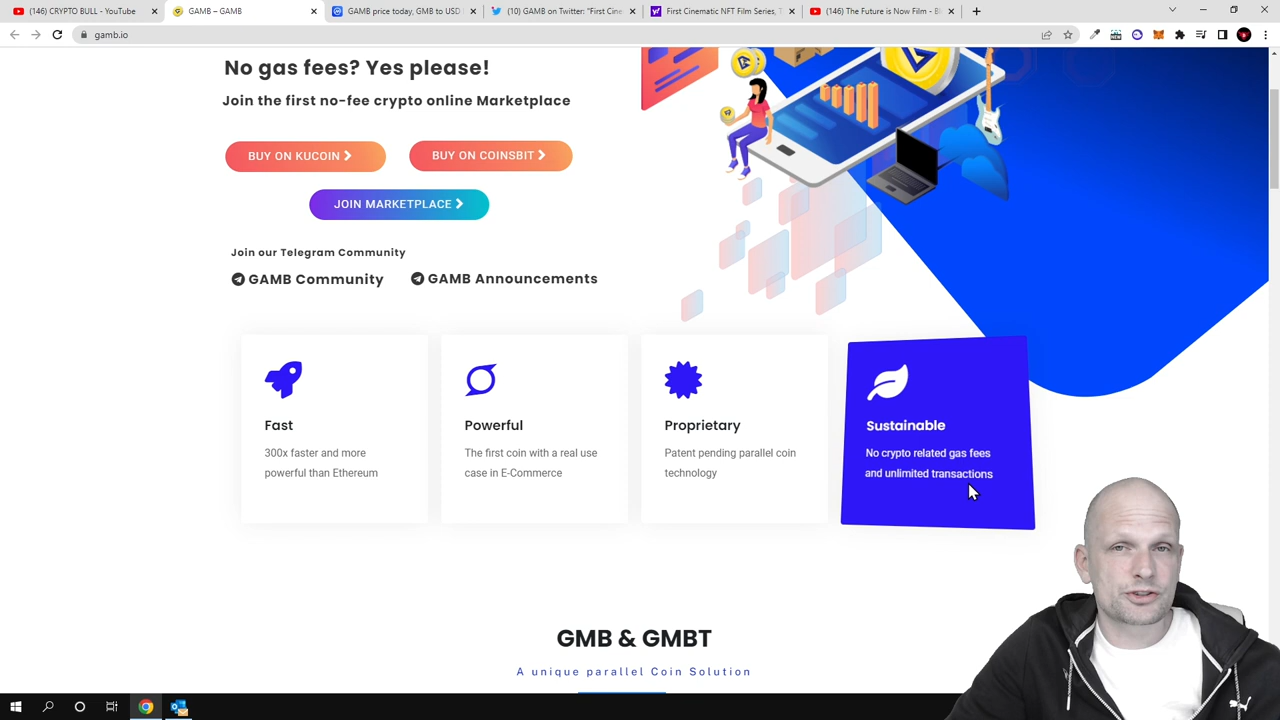 (146) CRYPTO BULL - YouTube
GAMB – GAMB
GAMB price today, GMB to USD
(10) GAMB on Twitter: "First Cine
First Cinematic NFT Film Series, T
(146) The Future is Now Film - Bl
gamb.io
No gas fees? Yes please!
Join the first no-fee crypto online Marketplace
BUY ON KUCOIN
BUY ON COINSBIT
JOIN MARKETPLACE
Join our Telegram Community
GAMB Community
GAMB Announcements
Fast
300x faster and more
powerful than Ethereum
Powerful
The first coin with a real use
case in E-Commerce
Proprietary
Patent pending parallel coin
technology
Sustainable
No crypto related gas fees
and unlimited transactions
GMB & GMBT
A unique parallel Coin Solution